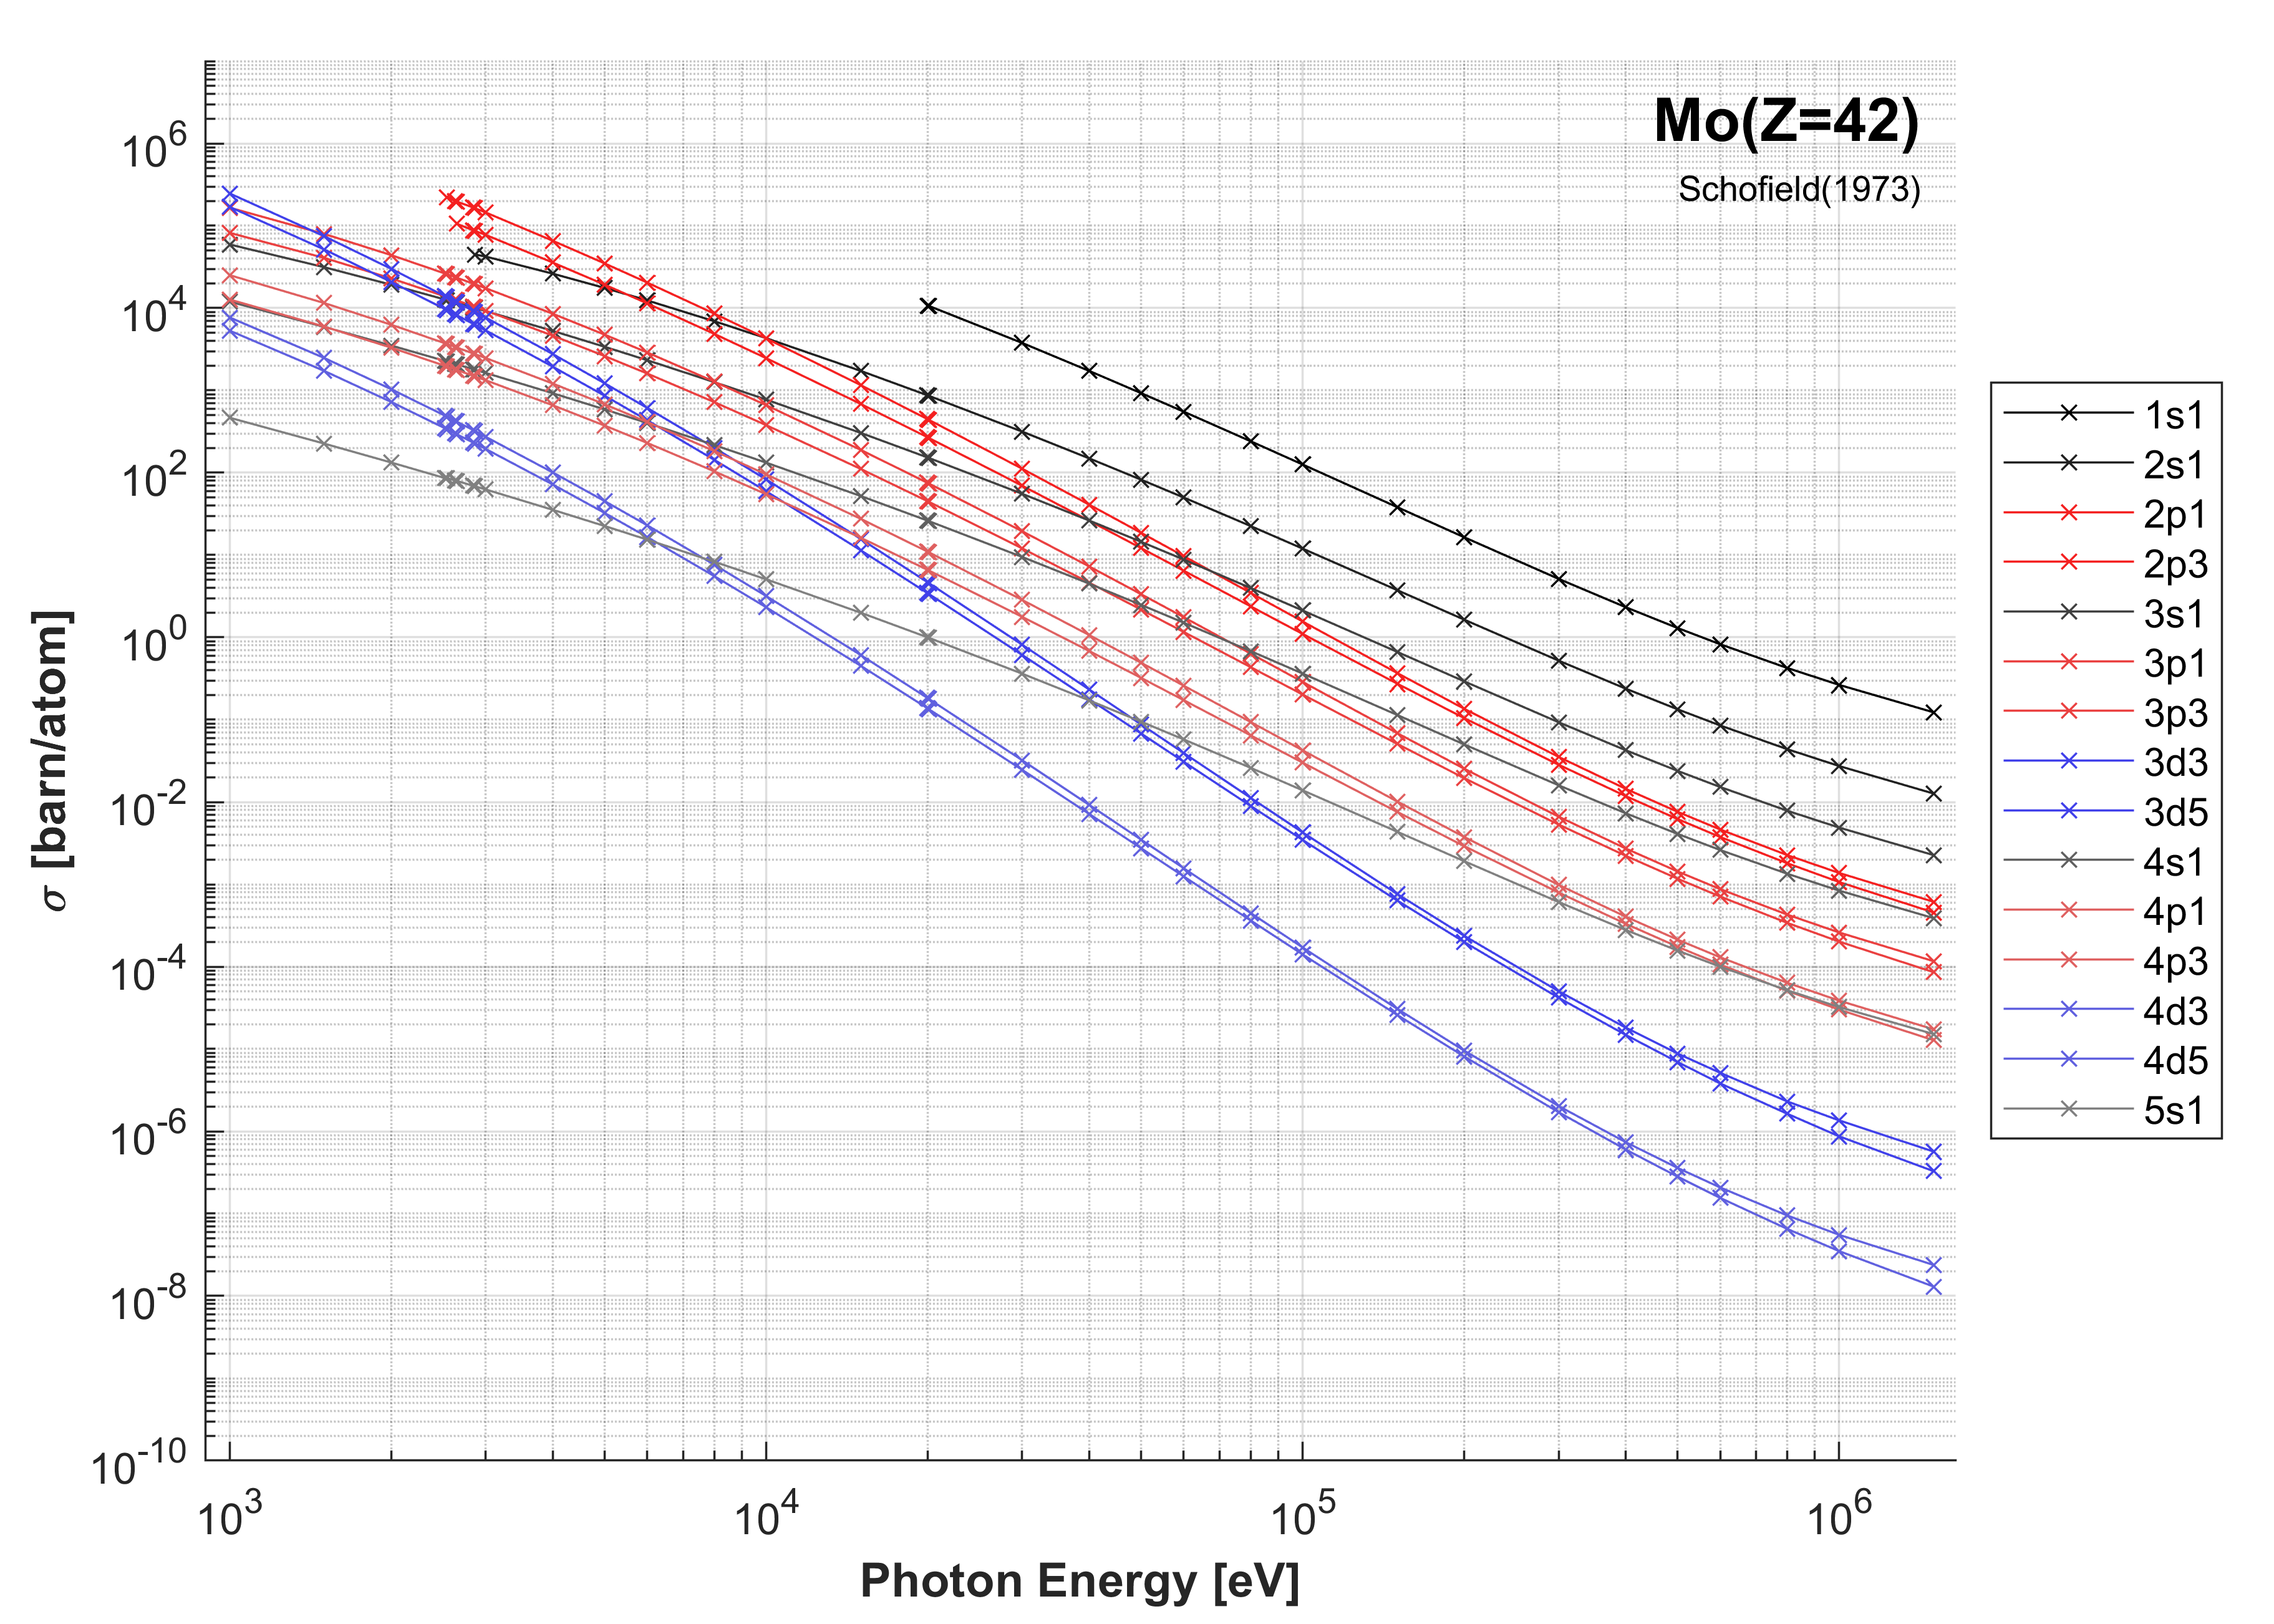 Mo(Z=42)
Schofield(1973)
10^6
10^4
10^2
10^0
10^-2
10^-4
10^-6
10^-8
10^-10
σ [barn/atom]
10^3
10^4
10^5
10^6
Photon Energy [eV]
1s1
2s1
2p1
2p3
3s1
3p1
3p3
3d3
3d5
4s1
4p1
4p3
4d3
4d5
5s1